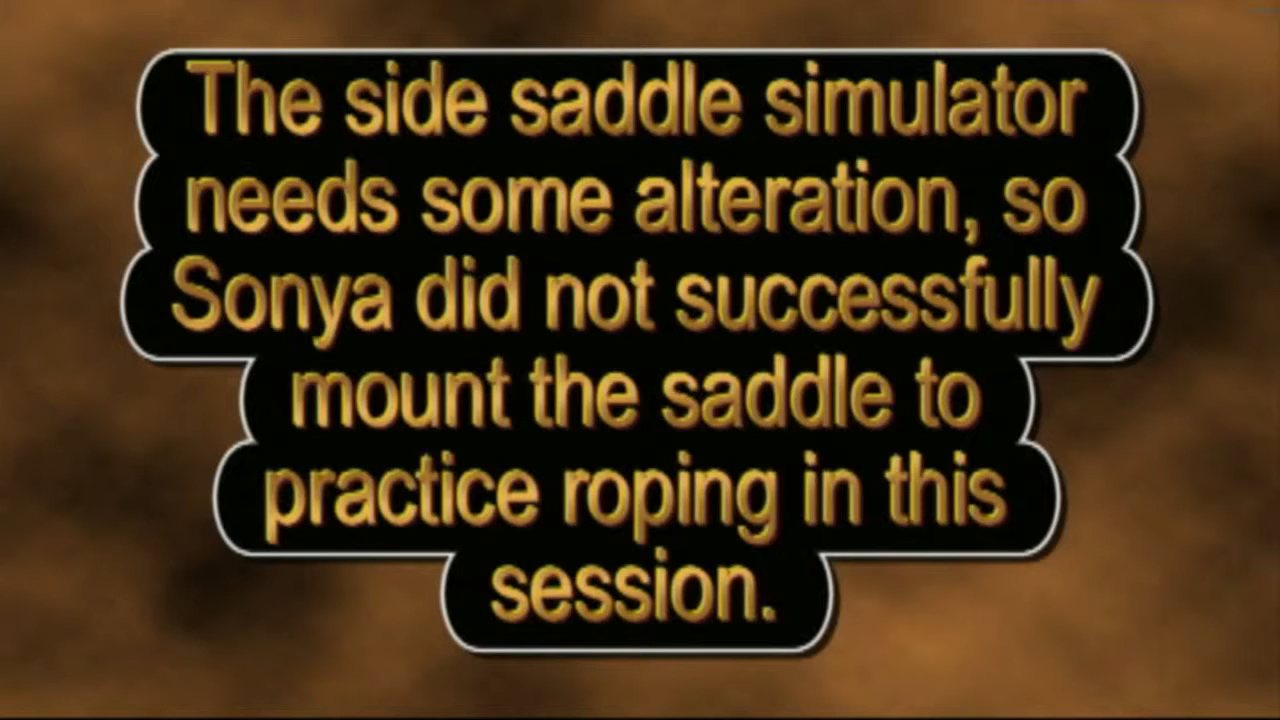 The side saddle simulator
needs some alteration, so
Sonya did not successfully
mount the saddle to
practice roping in this
session.